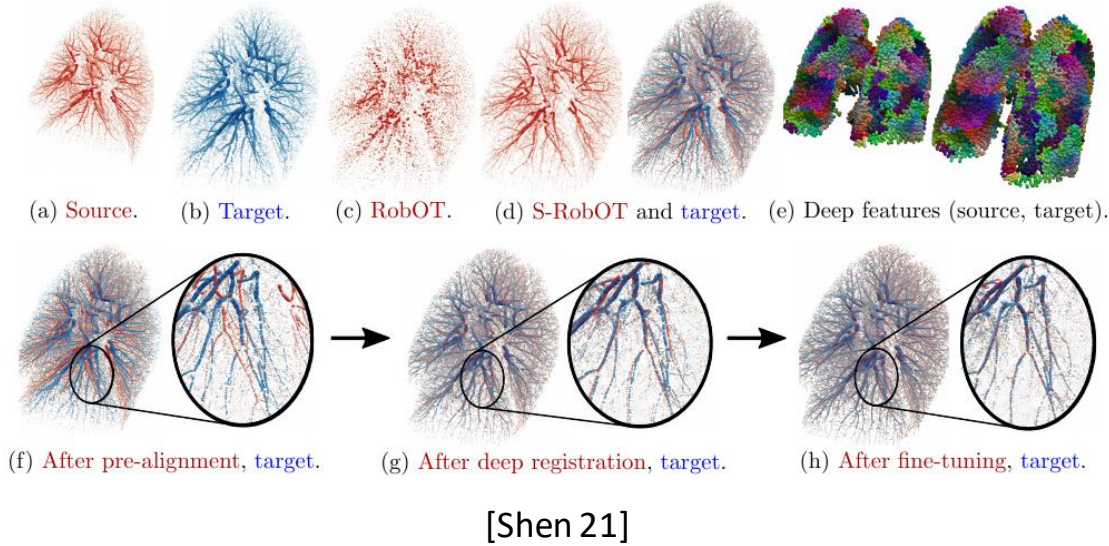 (a) Source.
(b) Target.
(c) RobOT.
(d) S-RobOT and target.
(e) Deep features (source, target).
(f) After pre-alignment, target.
(g) After deep registration, target.
(h) After fine-tuning, target.
[Shen 21]